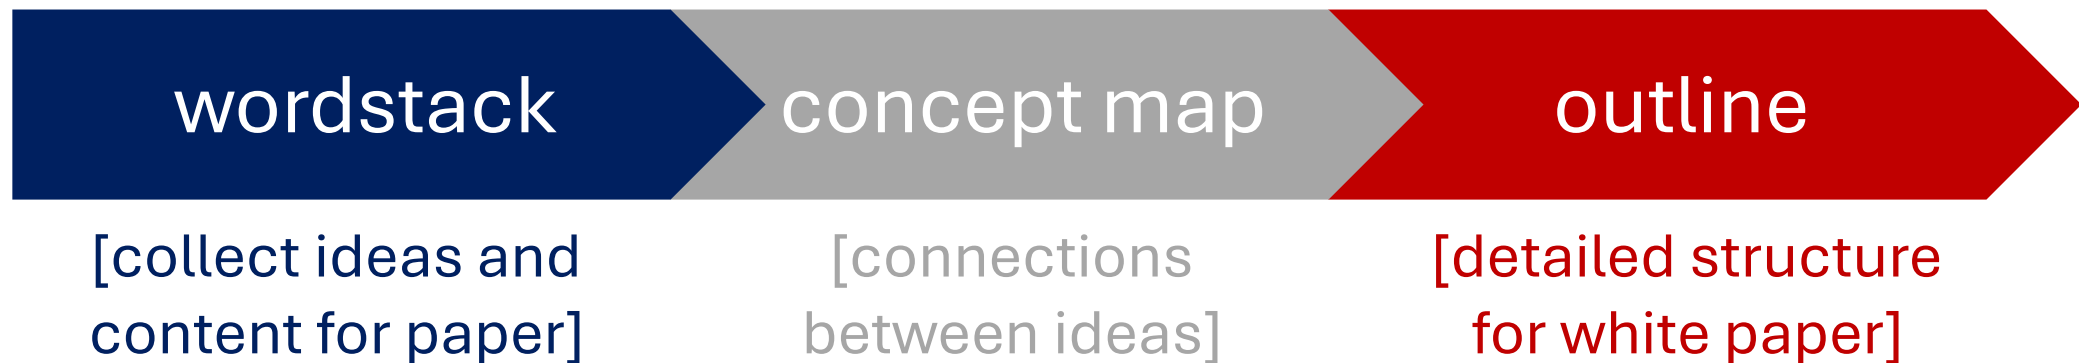 wordstack
concept map
outline
[collect ideas and
content for paper]
[connections
between ideas]
[detailed structure
for white paper]